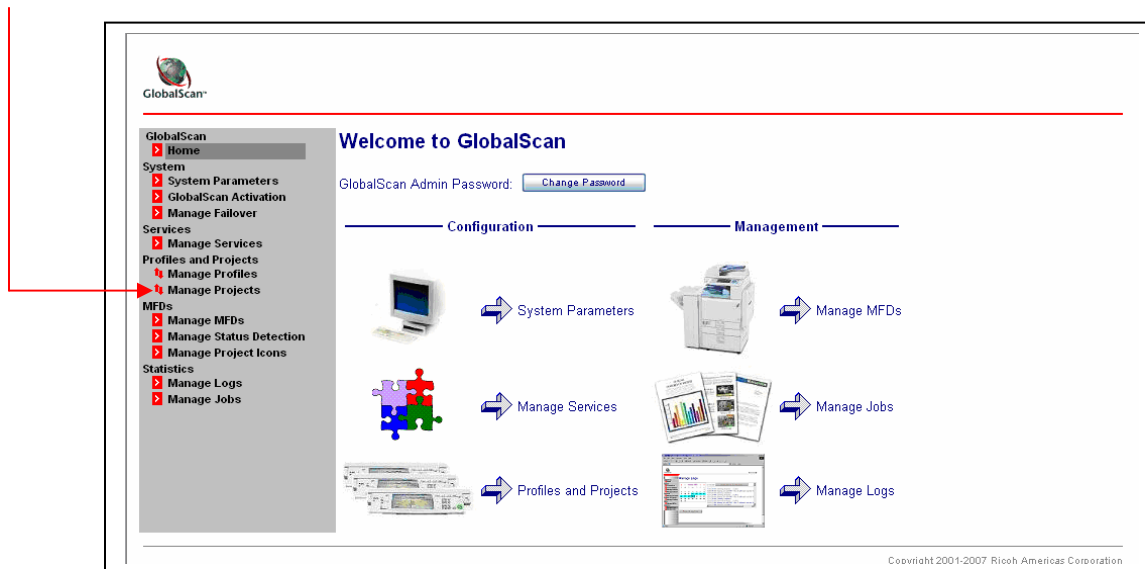 GlobalScan™
GlobalScan
Home
System
System Parameters
GlobalScan Activation
Manage Failover
Services
Manage Services
Profiles and Projects
Manage Profiles
Manage Projects
MFDs
Manage MFDs
Manage Status Detection
Manage Project Icons
Statistics
Manage Logs
Manage Jobs
Welcome to GlobalScan
GlobalScan Admin Password: Change Password
Configuration
System Parameters
Manage Services
Profiles and Projects
Management
Manage MFDs
Manage Jobs
Manage Logs
Manage Logs
Copyright 2001-2007 Ricoh Americas Corporation